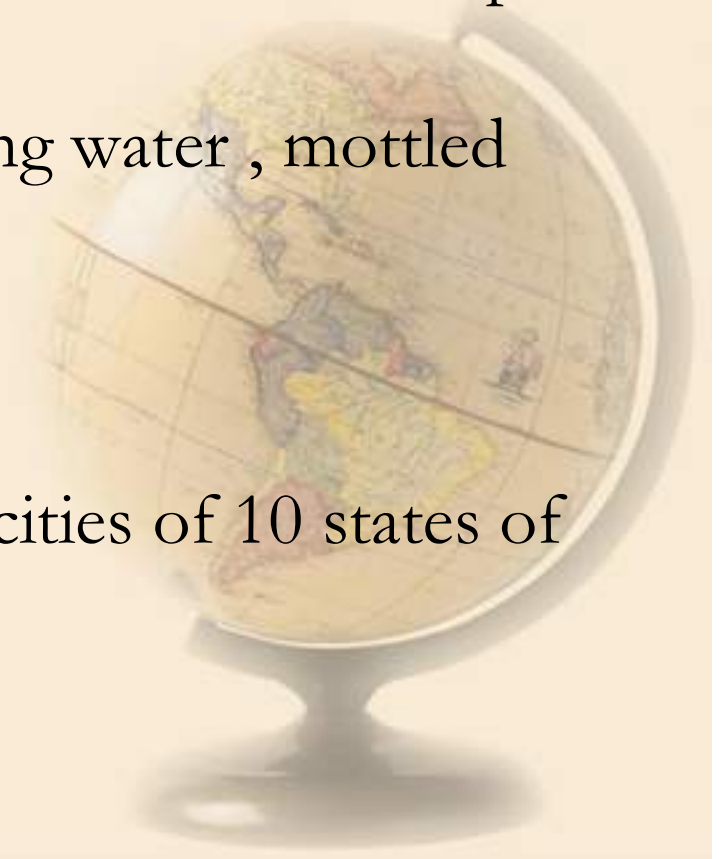 ng water , mottled
cities of 10 states of